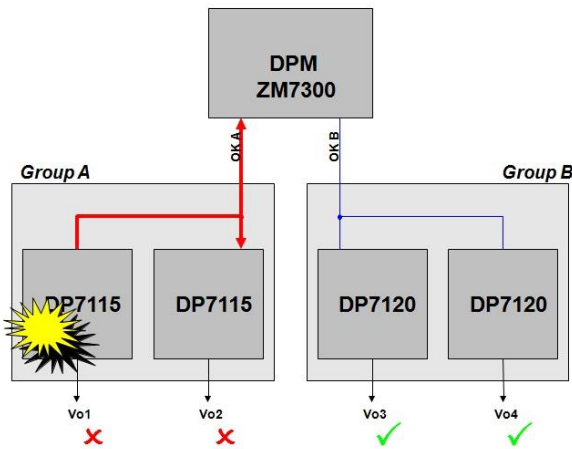 DPM
ZM7300
OK A
OK B
Group A
Group B
DP7115
DP7115
DP7120
DP7120
Vo1
Vo2
Vo3
Vo4